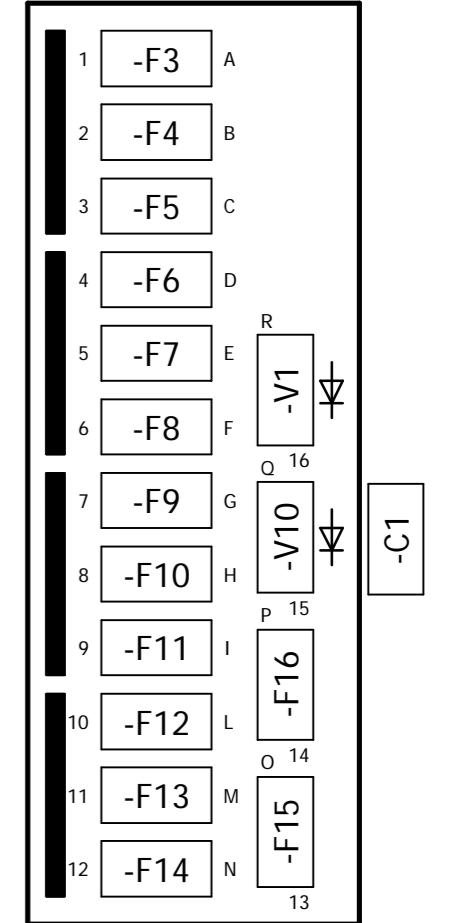 1 -F3 A
2 -F4 B
3 -F5 C
4 -F6 D
5 -F7 E
6 -F8 F
7 -F9 G
8 -F10 H
9 -F11 I
10 -F12 L
11 -F13 M
12 -F14 N
R
-V1
16
Q
-V10
15
P
-F16
14
O
-F15
13
-C1